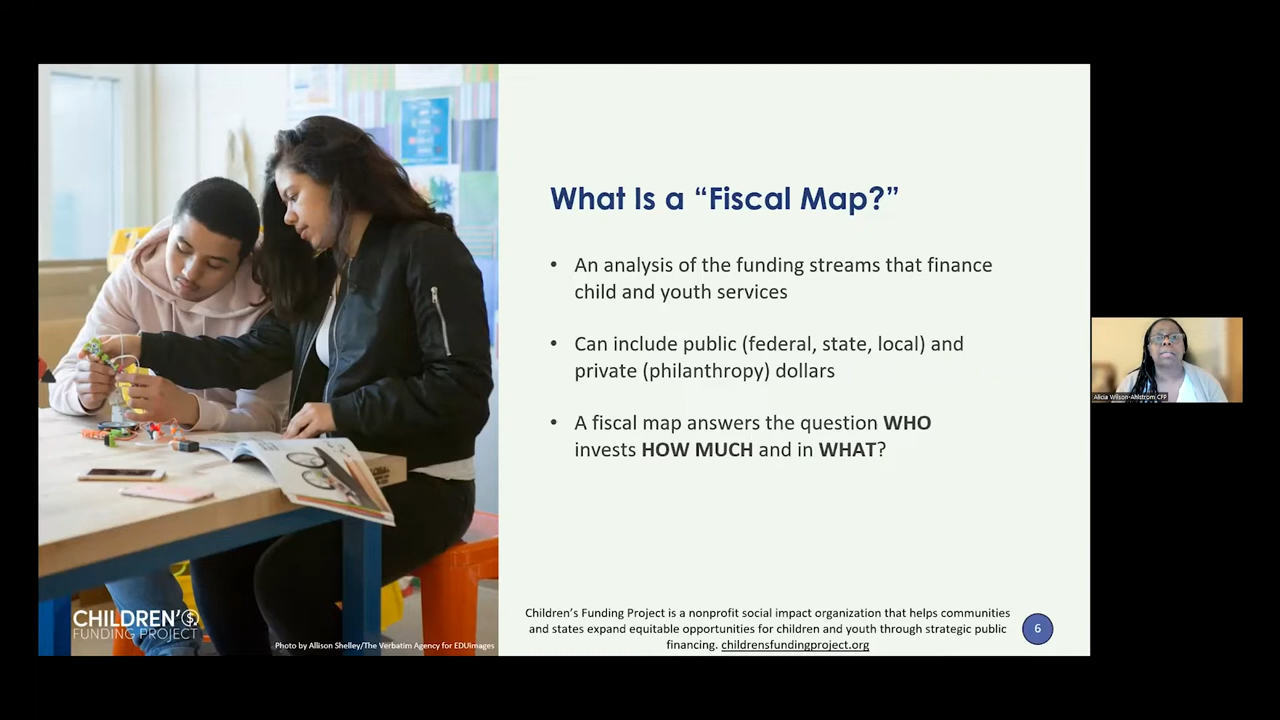 What Is a “Fiscal Map?”
• An analysis of the funding streams that finance
child and youth services
• Can include public (federal, state, local) and
private (philanthropy) dollars
• A fiscal map answers the question WHO
invests HOW MUCH and in WHAT?
Alicia Wilson-Ahlstrom CFP
CHILDREN’S
FUNDING PROJECT
Photo by Allison Shelley/The Verbatim Agency for EDUimages
Children’s Funding Project is a nonprofit social impact organization that helps communities
and states expand equitable opportunities for children and youth through strategic public
financing. childrensfundingproject.org
6